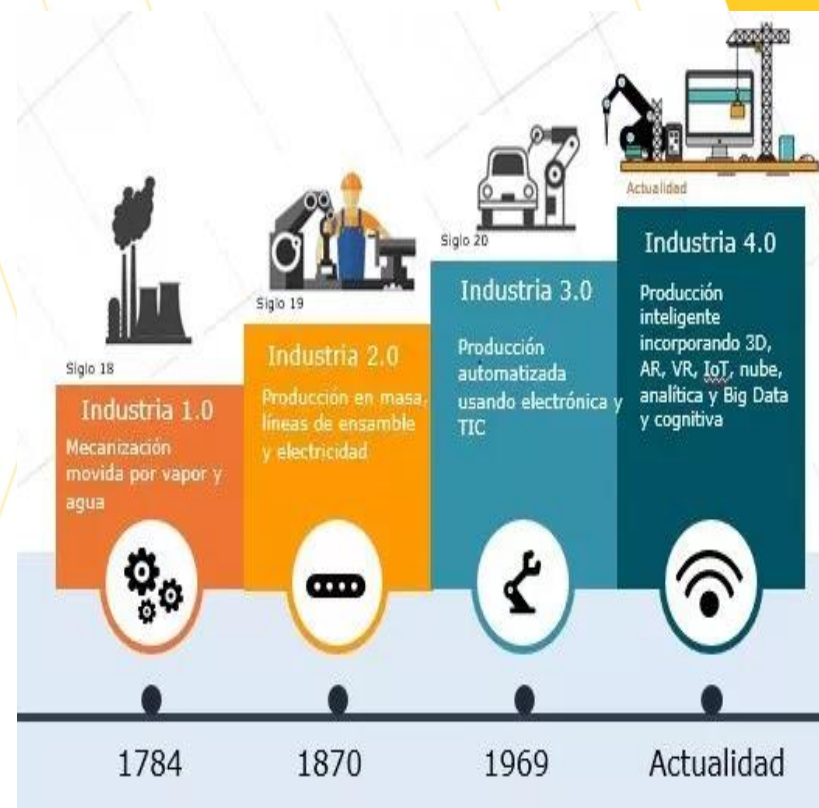 Siglo 18
Industria 1.0
Mecanización
movida por vapor y
agua
Siglo 19
Industria 2.0
Producción en masa,
líneas de ensamble
y electricidad
Siglo 20
Industria 3.0
Producción
automatizada
usando electrónica y
TIC
Actualidad
Industria 4.0
Producción
inteligente
incorporando 3D,
AR, VR, IoT, nube,
analítica y Big Data
y cognitiva
1784
1870
1969
Actualidad